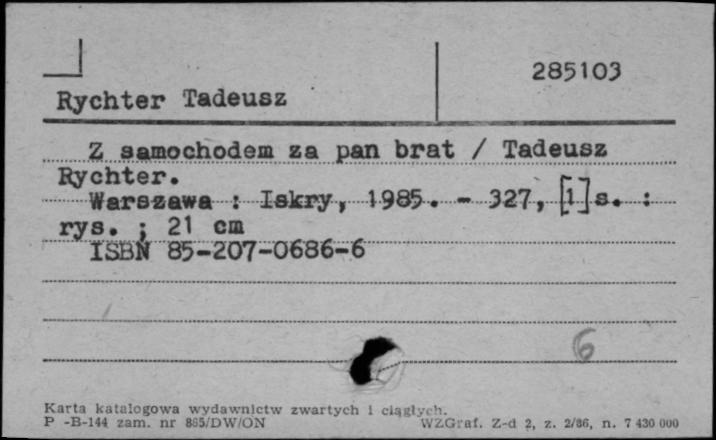 285103
Rychter Tadeusz
Z samochodem za pan brat / Tadeusz
Rychter.
Warszawa : Iskry, 1985. - 327, [1]s. :
rys. ; 21 cm
ISBN 85-207-0686-6
6
Karta katalogowa wydawnictw zwartych i ciągłych.
P -B-144 zam. nr 865/DW/ON WZGraf. Z-d 2, z. 2/86, n. 7 430 000